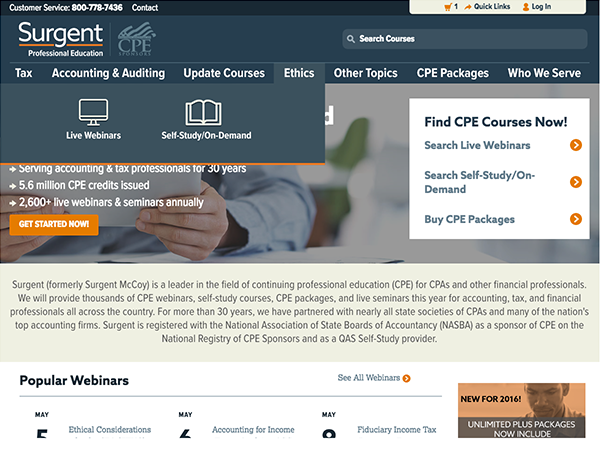 Customer Service: 800-778-7436 Contact
1 Quick Links Log In
Surgent
Professional Education
CPE
SPONSORS
Search Courses
Tax Accounting & Auditing Update Courses Ethics Other Topics CPE Packages Who We Serve
Live Webinars Self-Study/On-Demand
d
Serving accounting & tax professionals for 30 years
5.6 million CPE credits issued
2,600+ live webinars & seminars annually
GET STARTED NOW!
Find CPE Courses Now!
Search Live Webinars
Search Self-Study/On-
Demand
Buy CPE Packages
Surgent (formerly Surgent McCoy) is a leader in the field of continuing professional education (CPE) for CPAs and other financial professionals.
We will provide thousands of CPE webinars, self-study courses, CPE packages, and live seminars this year for accounting, tax, and financial
professionals all across the country. For more than 30 years, we have partnered with nearly all state societies of CPAs and many of the nation's
top accounting firms. Surgent is registered with the National Association of State Boards of Accountancy (NASBA) as a sponsor of CPE on the
National Registry of CPE Sponsors and as a QAS Self-Study provider.
Popular Webinars
See All Webinars
MAY
5
Ethical Considerations
MAY
6
Accounting for Income
MAY
9
Fiduciary Income Tax
NEW FOR 2016!
UNLIMITED PLUS PACKAGES
NOW INCLUDE